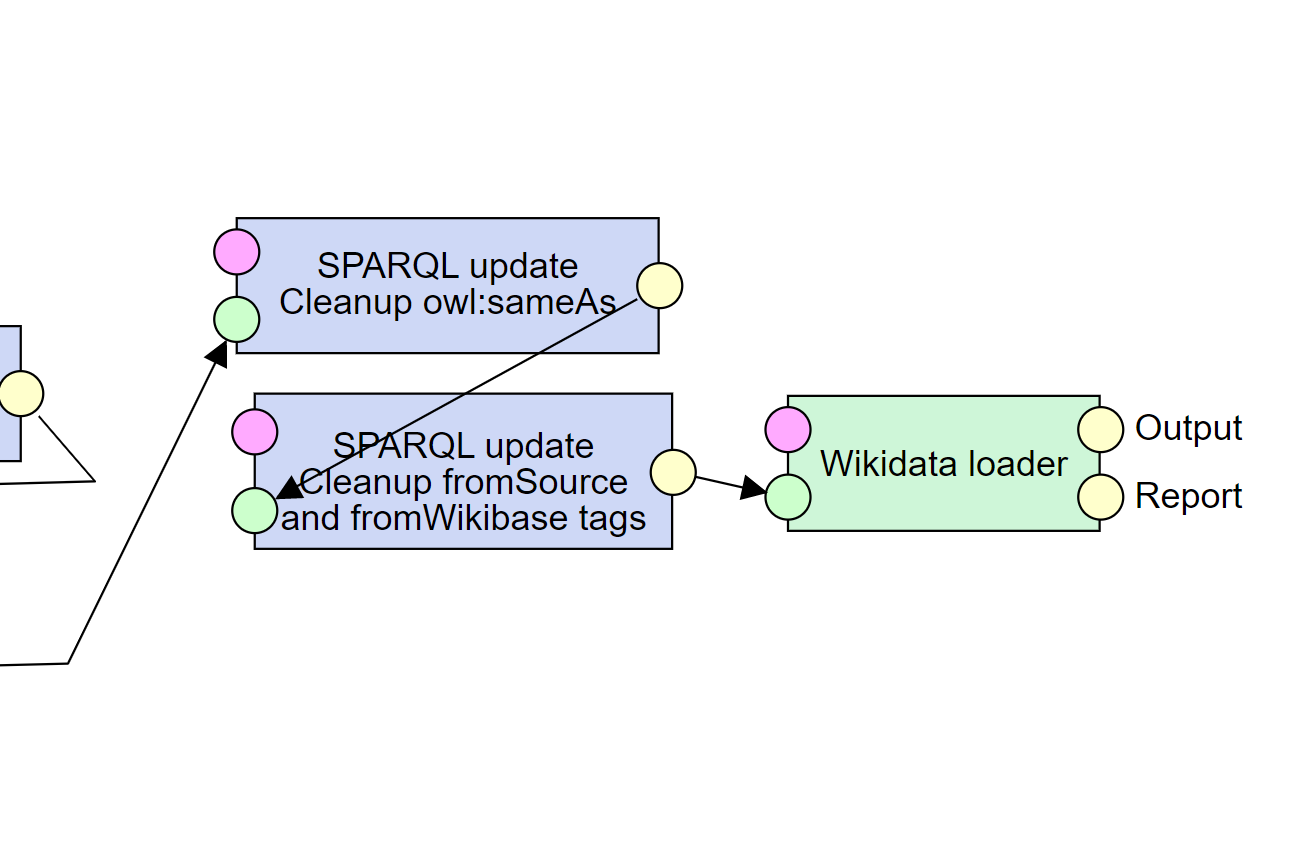 SPARQL update
Cleanup owl:sameAs
SPARQL update
Cleanup fromSource
and fromWikibase tags
Wikidata loader
Output
Report